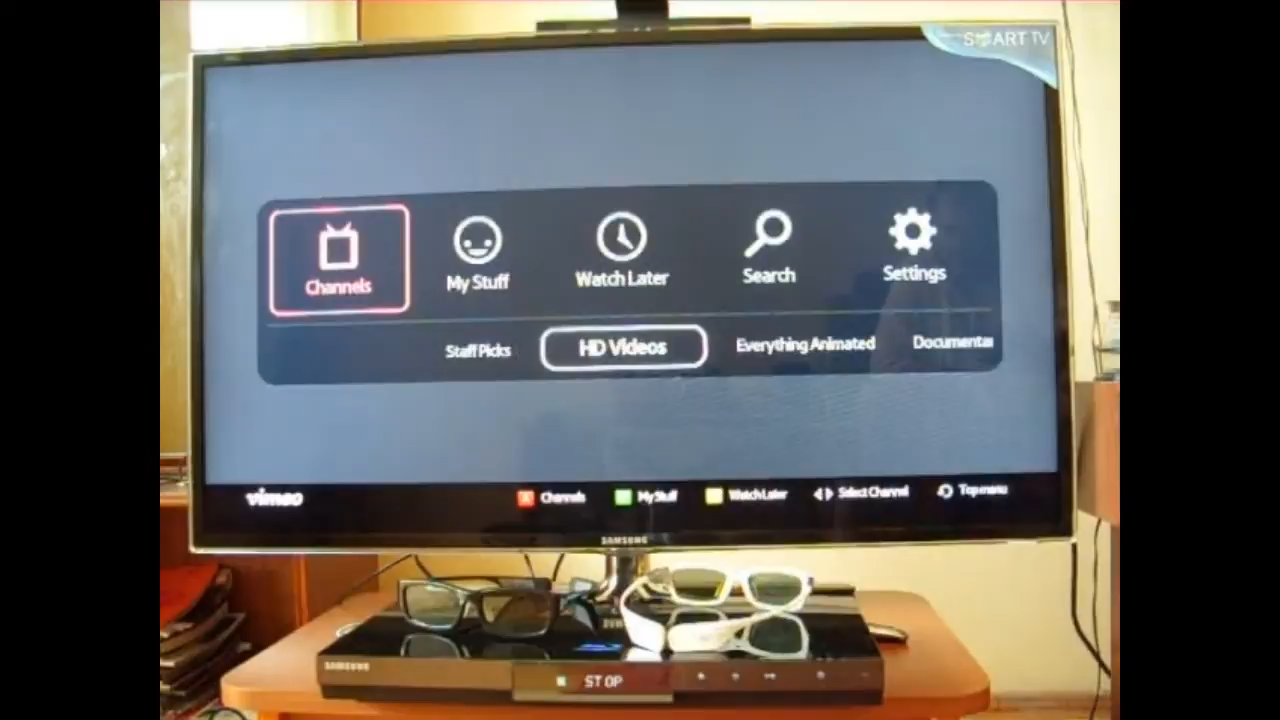 SMART TV
Channels
My Stuff
Watch Later
Search
Settings
Staff Picks
HD Videos
Everything Animated
Documentar
vimeo
Channels
My Stuff
Watch Later
Select Channel
Top menu
SAMSUNG
SAMSUNG
STOP